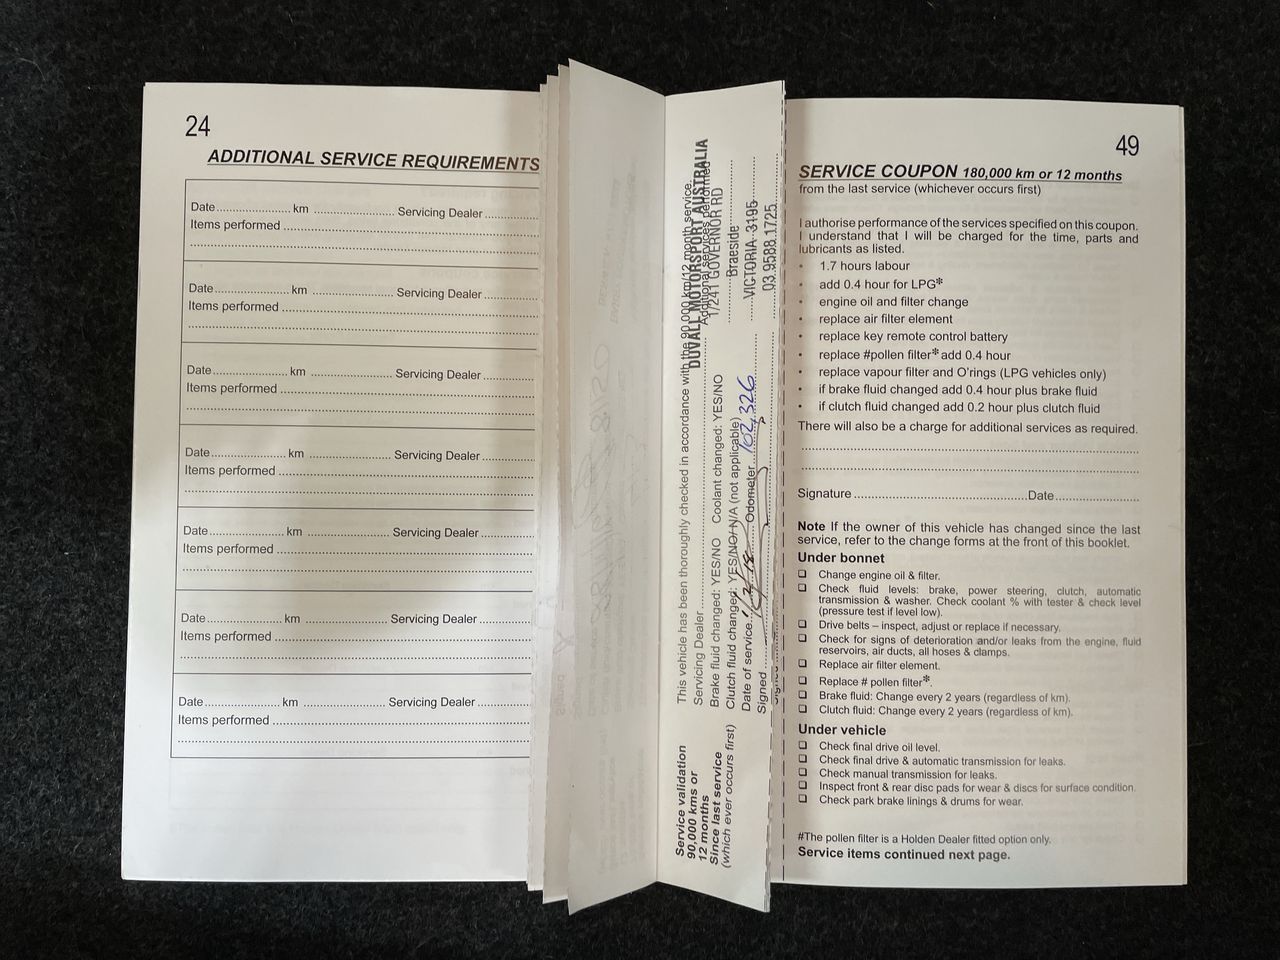 24
ADDITIONAL SERVICE REQUIREMENTS
Date.................... km ...................... Servicing Dealer
Items performed
Date.................... km ...................... Servicing Dealer
Items performed
Date.................... km ...................... Servicing Dealer
Items performed
Date.................... km ...................... Servicing Dealer
Items performed
Date.................... km ...................... Servicing Dealer
Items performed
Date.................... km ...................... Servicing Dealer
Items performed
Date.................... km ...................... Servicing Dealer
Items performed
Service validation
90,000 kms or
12 months
Since last service
(which ever occurs first)
This vehicle has been thoroughly checked in accordance with the 90,000 km/12 month service.
Servicing Dealer Additional services performed
Brake fluid changed: YES/NO Coolant changed: YES/NO
Clutch fluid changed: YES/NO/ N/A (not applicable)
Date of service Odometer 102,326
Signed
DUVALL MOTORSPORT AUSTRALIA
1/241 GOVERNOR RD
Braeside
VICTORIA 3195
03 9588 1725
49
SERVICE COUPON 180,000 km or 12 months
from the last service (whichever occurs first)
I authorise performance of the services specified on this coupon.
I understand that I will be charged for the time, parts and
lubricants as listed.
• 1.7 hours labour
• add 0.4 hour for LPG*
• engine oil and filter change
• replace air filter element
• replace key remote control battery
• replace #pollen filter* add 0.4 hour
• replace vapour filter and O'rings (LPG vehicles only)
• if brake fluid changed add 0.4 hour plus brake fluid
• if clutch fluid changed add 0.2 hour plus clutch fluid
There will also be a charge for additional services as required.
Signature..............................................Date......................
Note If the owner of this vehicle has changed since the last
service, refer to the change forms at the front of this booklet.
Under bonnet
❏ Change engine oil & filter.
❏ Check fluid levels: brake, power steering, clutch, automatic
transmission & washer. Check coolant % with tester & check level
(pressure test if level low).
❏ Drive belts – inspect, adjust or replace if necessary.
❏ Check for signs of deterioration and/or leaks from the engine, fluid
reservoirs, air ducts, all hoses & clamps.
❏ Replace air filter element.
❏ Replace # pollen filter*.
❏ Brake fluid: Change every 2 years (regardless of km).
❏ Clutch fluid: Change every 2 years (regardless of km).
Under vehicle
❏ Check final drive oil level.
❏ Check final drive & automatic transmission for leaks.
❏ Check manual transmission for leaks.
❏ Inspect front & rear disc pads for wear & discs for surface condition.
❏ Check park brake linings & drums for wear.
#The pollen filter is a Holden Dealer fitted option only.
Service items continued next page.